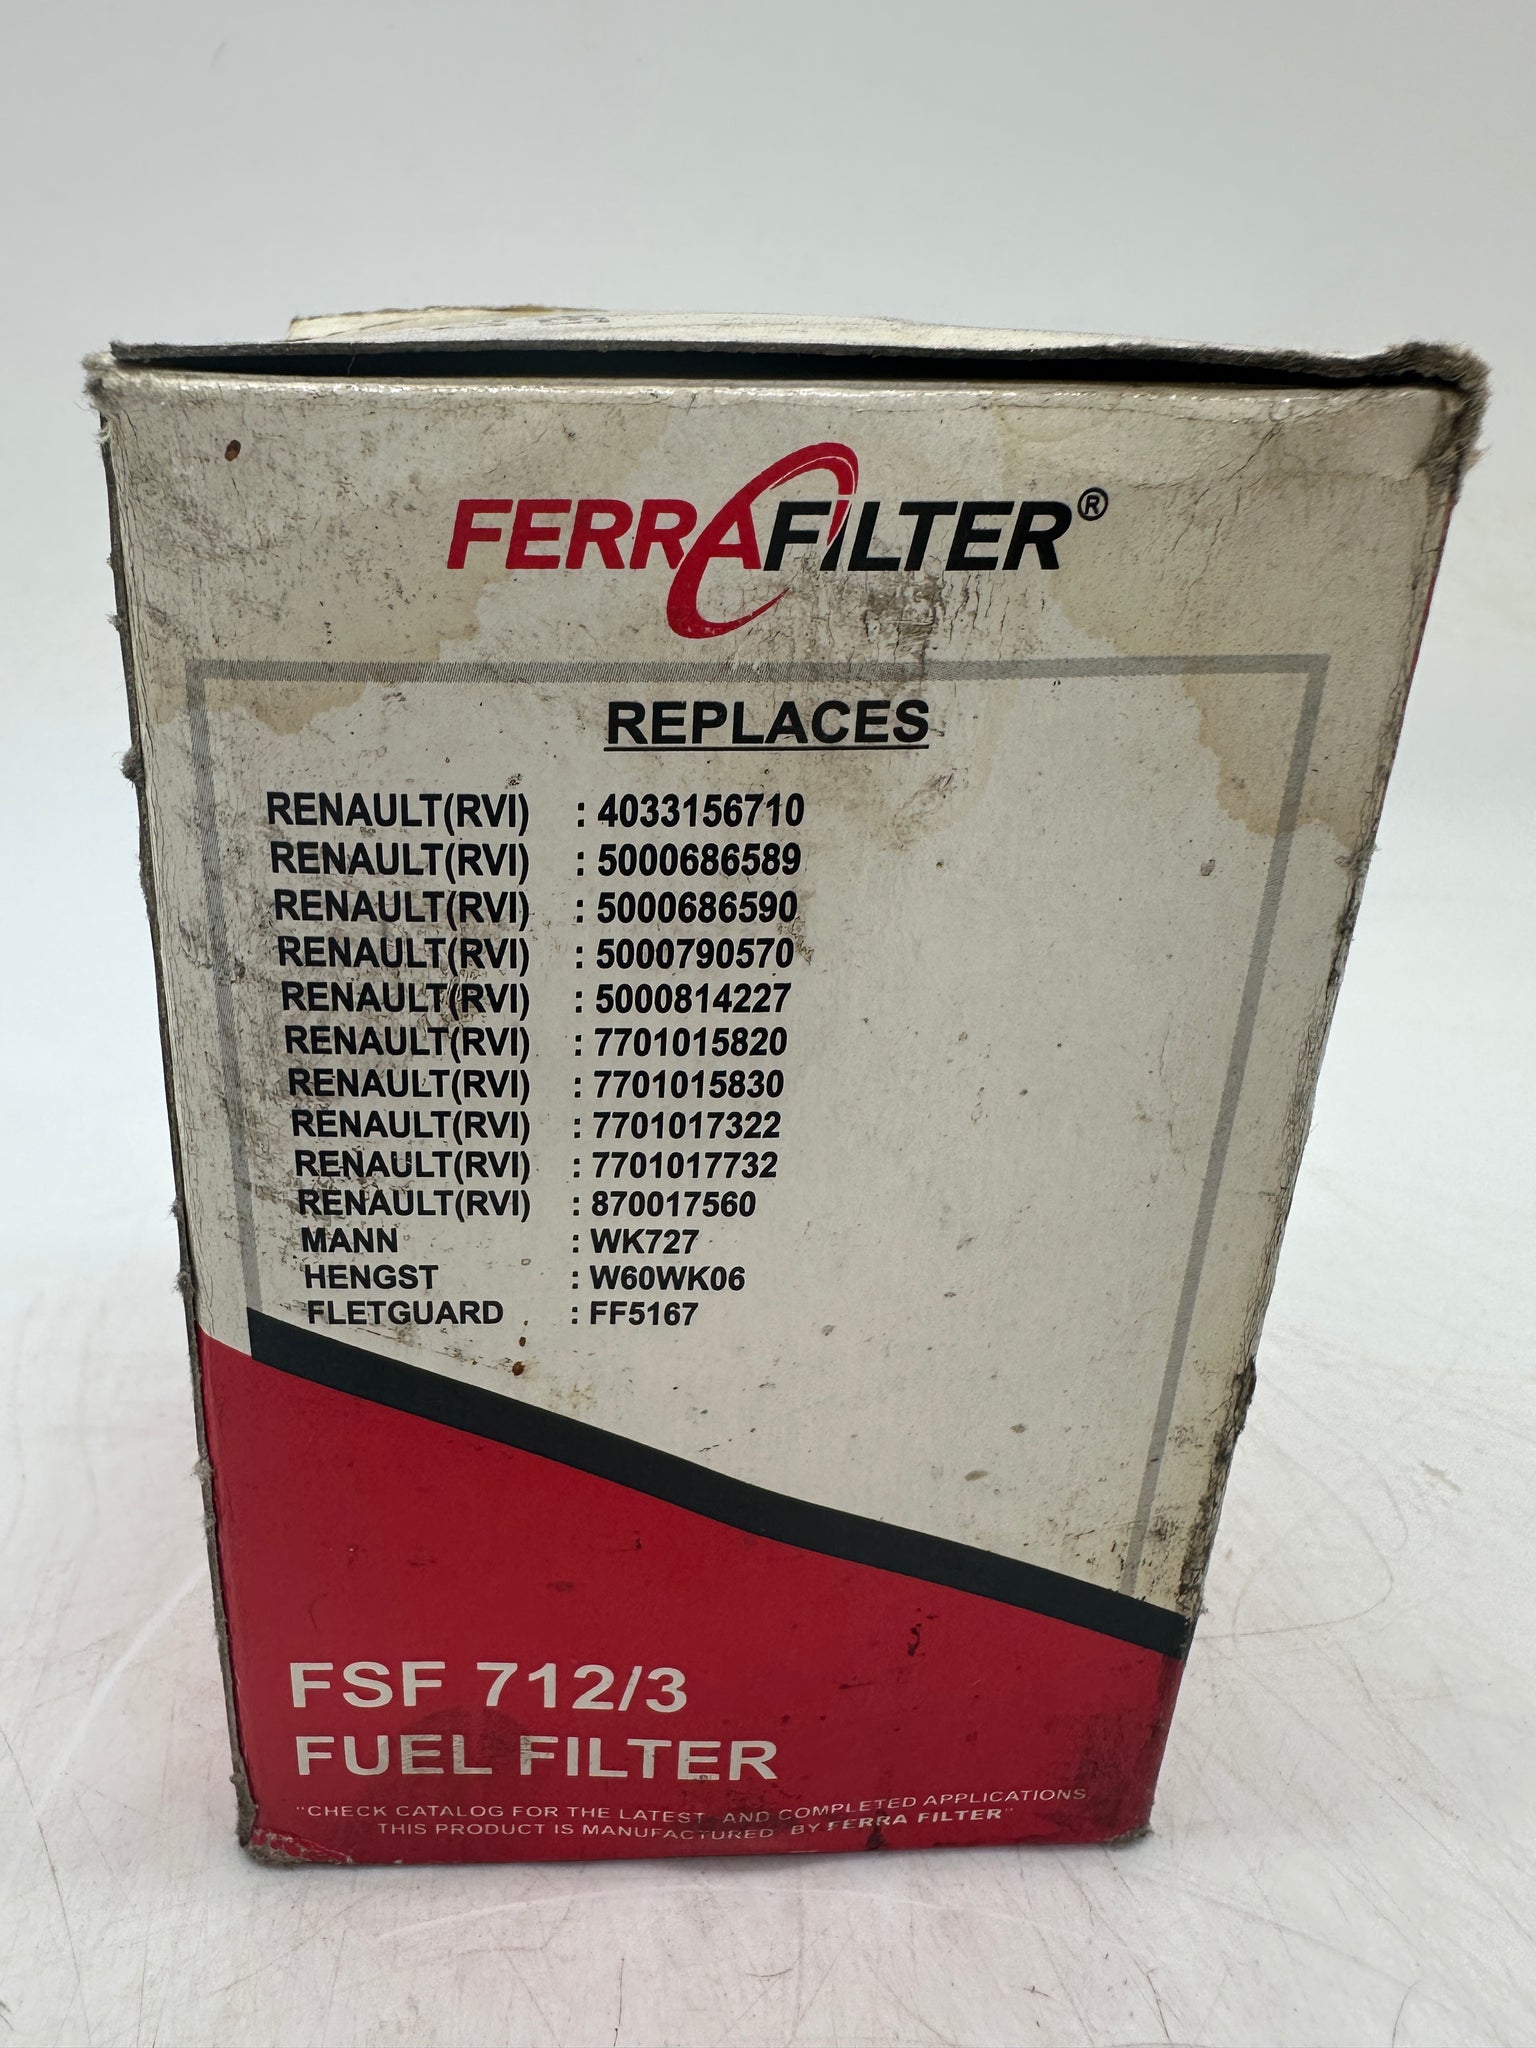 FERRA FILTER®
REPLACES
RENAULT(RVI) : 4033156710
RENAULT(RVI) : 5000686589
RENAULT(RVI) : 5000686590
RENAULT(RVI) : 5000790570
RENAULT(RVI) : 5000814227
RENAULT(RVI) : 7701015820
RENAULT(RVI) : 7701015830
RENAULT(RVI) : 7701017322
RENAULT(RVI) : 7701017732
RENAULT(RVI) : 870017560
MANN : WK727
HENGST : W60WK06
FLETGUARD : FF5167
FSF 712/3
FUEL FILTER
"CHECK CATALOG FOR THE LATEST AND COMPLETED APPLICATIONS,
THIS PRODUCT IS MANUFACTURED BY FERRA FILTER"